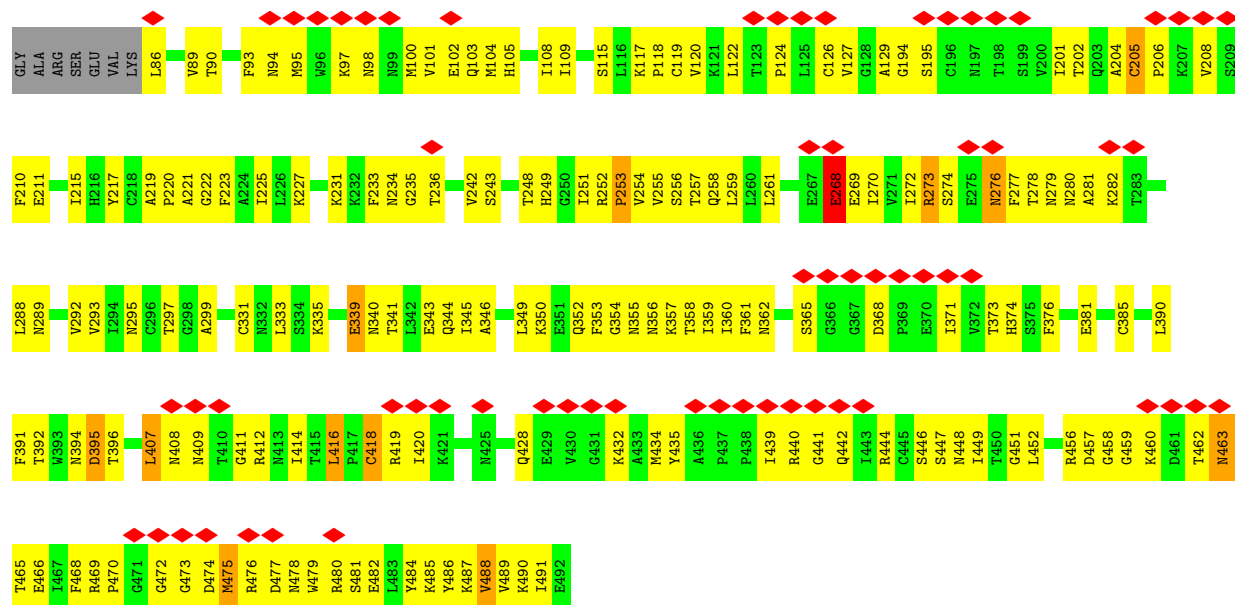 GLY ALA ARG SER GLU VAL LYS L86 V89 T90 F93 N94 M95 W96 K97 N98 N99 M100 V101 E102 Q103 M104 H105 I108 I109 S115 L116 K117 P118 C119 V120 K121 L122 T123 P124 L125 C126 V127 G128 A129 G194 S195 C196 N197 T198 S199 V200 I201 T202 Q203 A204 C205 P206 K207 V208 S209
F210 E211 I215 H216 Y217 C218 A219 P220 A221 G222 F223 A224 I225 L226 K227 K231 K232 F233 N234 G235 T236 V242 S243 T248 H249 G250 I251 R252 P253 V254 V255 S256 T257 Q258 L259 L260 L261 E267 E268 E269 I270 V271 I272 R273 S274 E275 N276 F277 T278 N279 N280 A281 K282 T283
L288 N289 V292 V293 I294 N295 C296 T297 G298 A299 C331 N332 L333 S334 K335 E339 N340 T341 L342 E343 Q344 I345 A346 L349 K350 E351 Q352 F353 G354 N355 N356 K357 T358 I359 I360 F361 N362 S365 G366 G367 D368 P369 E370 I371 V372 T373 H374 S375 F376 E381 C385 L390
F391 T392 W393 N394 D395 T396 L407 N408 N409 T410 G411 R412 N413 I414 T415 L416 P417 C418 R419 I420 K421 N425 Q428 E429 V430 G431 K432 A433 M434 Y435 A436 P437 P438 I439 R440 G441 Q442 I443 R444 C445 S446 S447 N448 I449 T450 G451 L452 R456 D457 G458 G459 K460 D461 T462 N463
T465 E466 I467 F468 R469 P470 G471 G472 G473 D474 M475 R476 D477 N478 W479 R480 S481 E482 L483 Y484 K485 Y486 K487 V488 V489 K490 I491 E492